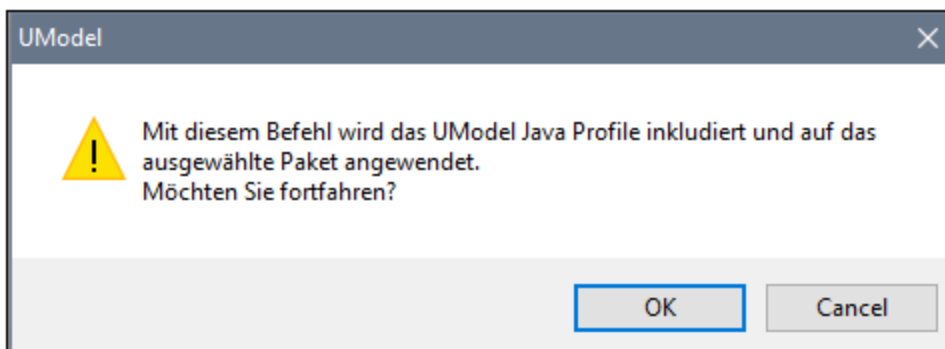 UModel
Mit diesem Befehl wird das UModel Java Profile inkludiert und auf das
ausgewählte Paket angewendet.
Möchten Sie fortfahren?
OK
Cancel